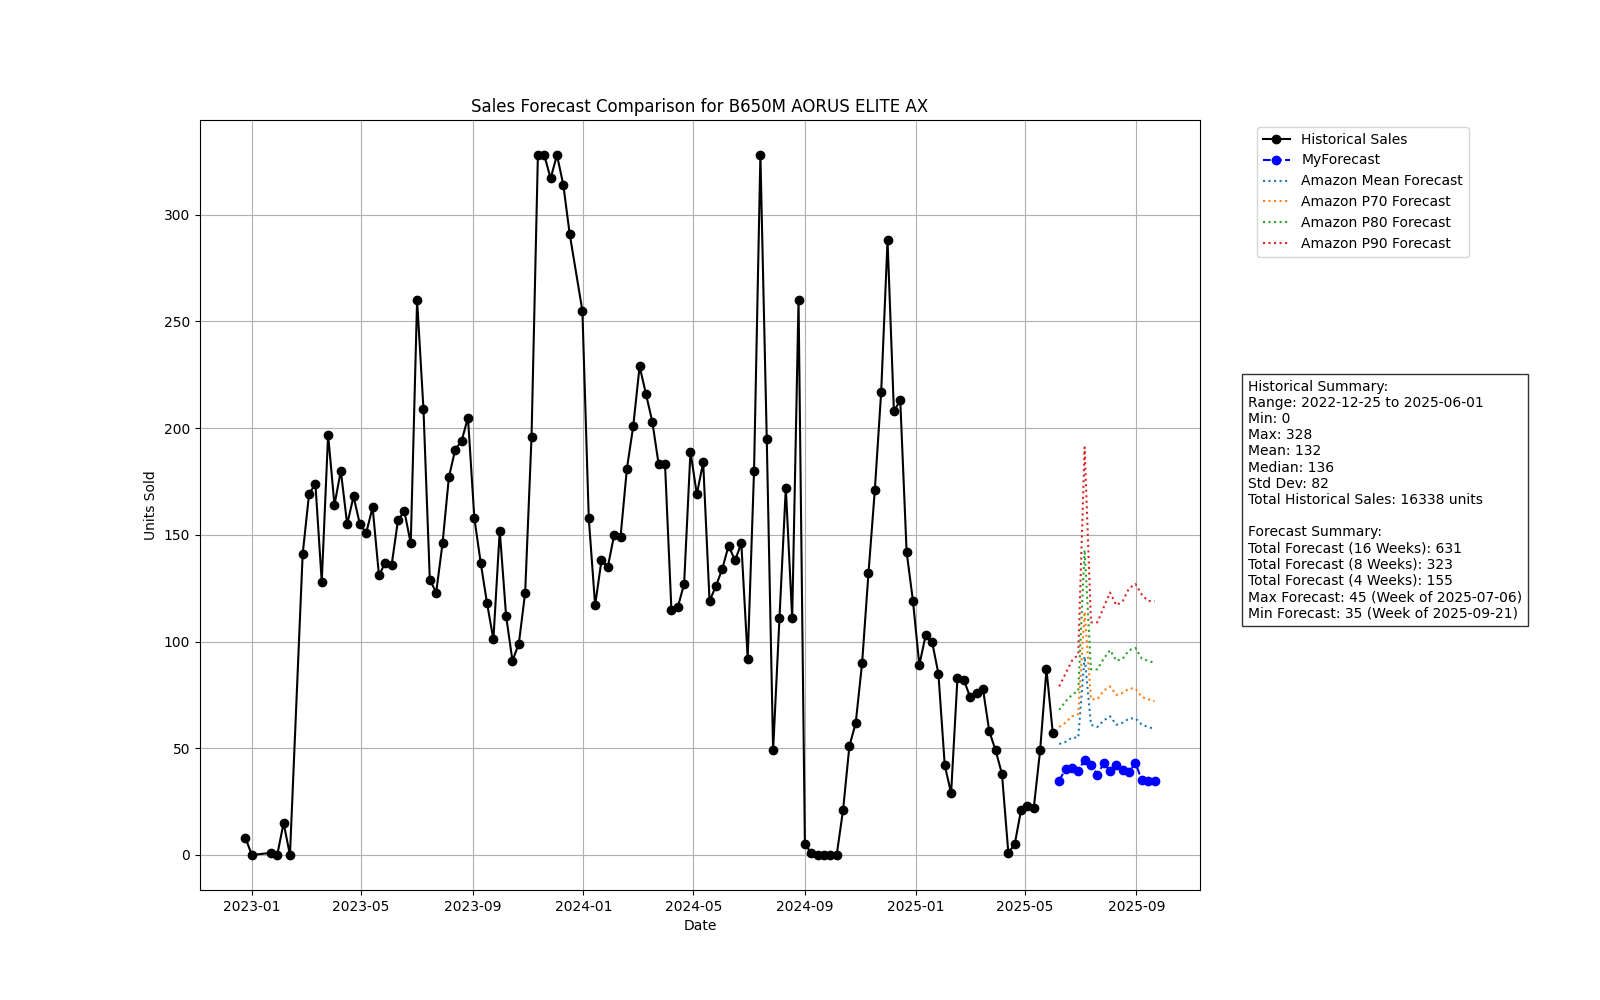 Sales Forecast Comparison for B650M AORUS ELITE AX
Historical Sales
MyForecast
Amazon Mean Forecast
Amazon P70 Forecast
Amazon P80 Forecast
Amazon P90 Forecast
Units Sold
300
250
200
150
100
50
0
2023-01
2023-05
2023-09
2024-01
2024-05
2024-09
2025-01
2025-05
2025-09
Date
Historical Summary:
Range: 2022-12-25 to 2025-06-01
Min: 0
Max: 328
Mean: 132
Median: 136
Std Dev: 82
Total Historical Sales: 16338 units
Forecast Summary:
Total Forecast (16 Weeks): 631
Total Forecast (8 Weeks): 323
Total Forecast (4 Weeks): 155
Max Forecast: 45 (Week of 2025-07-06)
Min Forecast: 35 (Week of 2025-09-21)